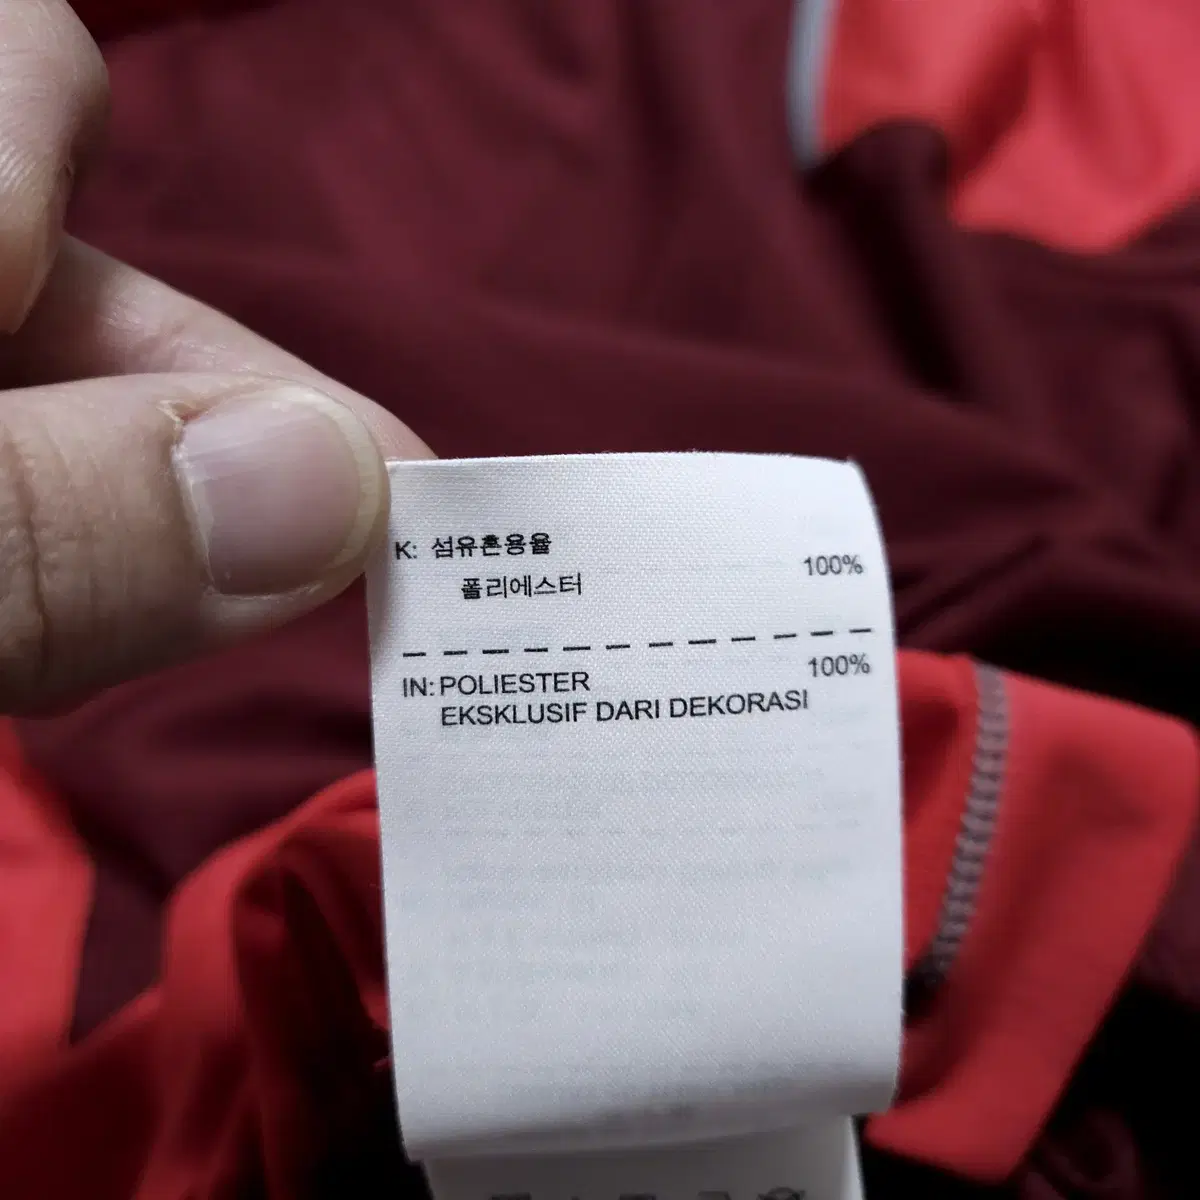 K: 섬유혼용율
폴리에스터 100%
IN: POLIESTER 100%
EKSKLUSIF DARI DEKORASI